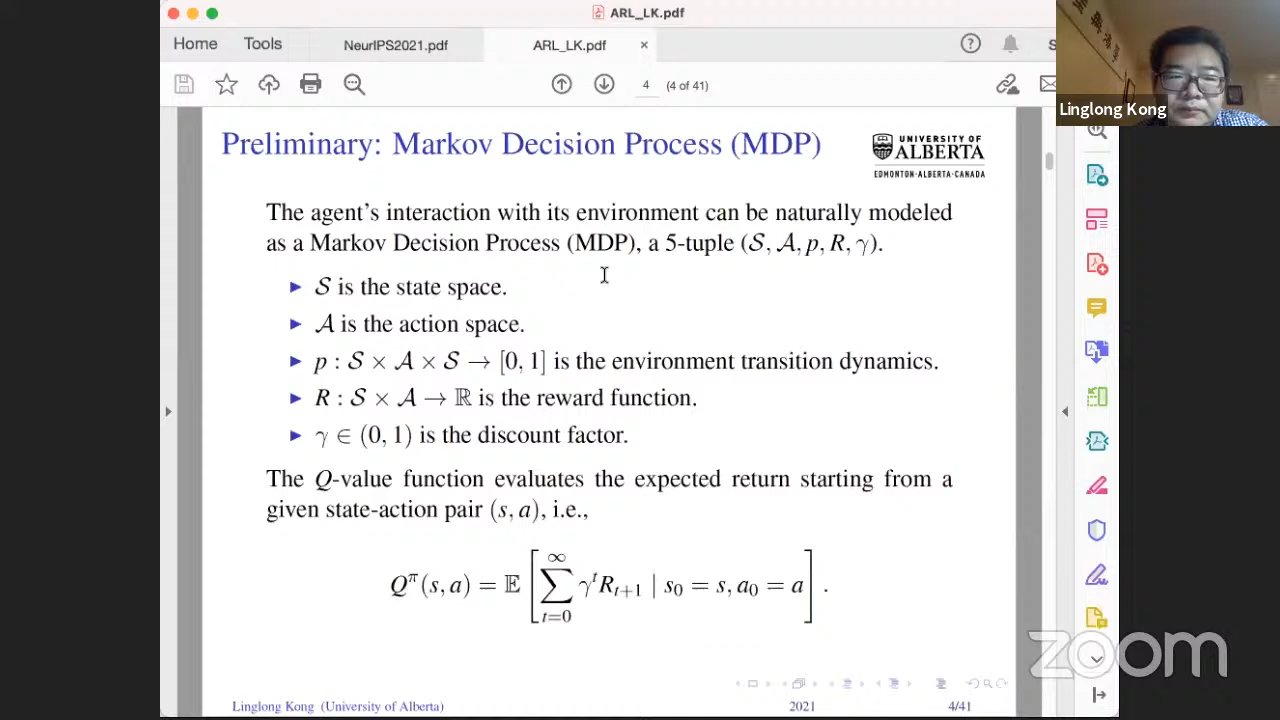 ARL_LK.pdf
Home
Tools
NeurIPS2021.pdf
ARL_LK.pdf ×
S
4 (4 of 41)
Linglong Kong
Preliminary: Markov Decision Process (MDP)
UNIVERSITY OF
ALBERTA
EDMONTON·ALBERTA·CANADA
The agent's interaction with its environment can be naturally modeled
as a Markov Decision Process (MDP), a 5-tuple (𝒮, 𝒜, p, R, γ).
▶ 𝒮 is the state space.
▶ 𝒜 is the action space.
▶ p : 𝒮 × 𝒜 × 𝒮 → [0, 1] is the environment transition dynamics.
▶ R : 𝒮 × 𝒜 → ℝ is the reward function.
▶ γ ∈ (0, 1) is the discount factor.
The Q-value function evaluates the expected return starting from a
given state-action pair (s, a), i.e.,
Q^π(s, a) = 𝔼 [ ∑_{t=0}^{∞} γ^t R_{t+1} | s_0 = s, a_0 = a ] .
zoom
Linglong Kong (University of Alberta)
2021
4/41